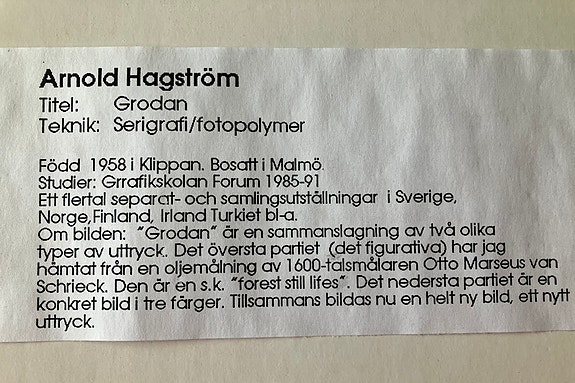 Arnold Hagström
Titel: Grodan
Teknik: Serigrafi/fotopolymer
Född 1958 i Klippan. Bosatt i Malmö.
Studier: Grrafikskolan Forum 1985-91
Ett flertal separat- och samlingsutställningar i Sverige,
Norge,Finland, Irland Turkiet bl-a.
Om bilden: "Grodan" är en sammanslagning av två olika
typer av uttryck. Det översta partiet (det figurativa) har jag
hämtat från en oljemålning av 1600-talsmålaren Otto Marseus van
Schrieck. Den är en s.k. "forest still lifes". Det nedersta partiet är en
konkret bild i tre färger. Tillsammans bildas nu en helt ny bild, ett nytt
uttryck.